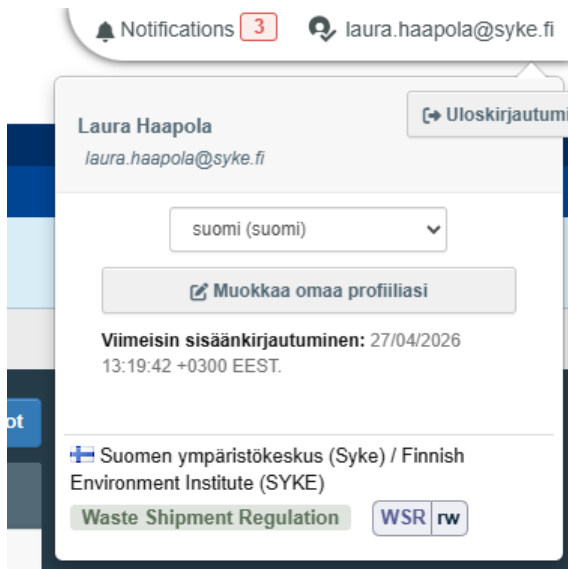 Notifications 3 laura.haapola@syke.fi
Laura Haapola
Uloskirjautumi
laura.haapola@syke.fi
suomi (suomi)
Muokkaa omaa profiiliasi
Viimeisin sisäänkirjautuminen: 27/04/2026
13:19:42 +0300 EEST.
ot
Suomen ympäristökeskus (Syke) / Finnish
Environment Institute (SYKE)
Waste Shipment Regulation WSR rw